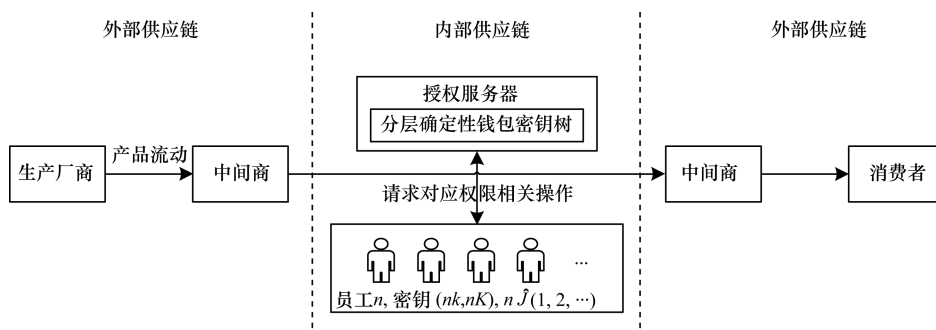 外部供应链
内部供应链
外部供应链
授权服务器
分层确定性钱包密钥树
生产厂商
产品流动
中间商
中间商
消费者
请求对应权限相关操作
...
员工n, 密钥 (nk,nK), n Ĵ (1, 2, ···)